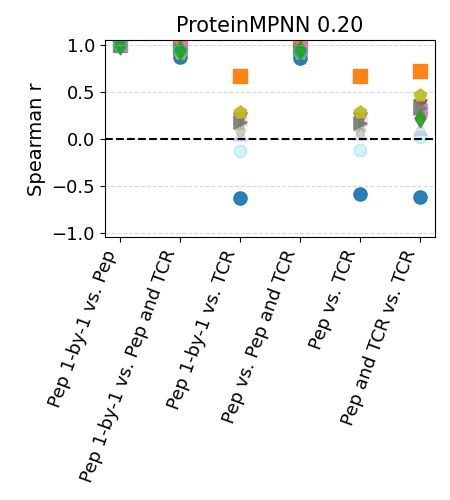 ProteinMPNN 0.20
Spearman r
1.0
0.5
0.0
−0.5
−1.0
Pep 1-by-1 vs. Pep
Pep 1-by-1 vs. Pep and TCR
Pep 1-by-1 vs. TCR
Pep vs. Pep and TCR
Pep vs. TCR
Pep and TCR vs. TCR